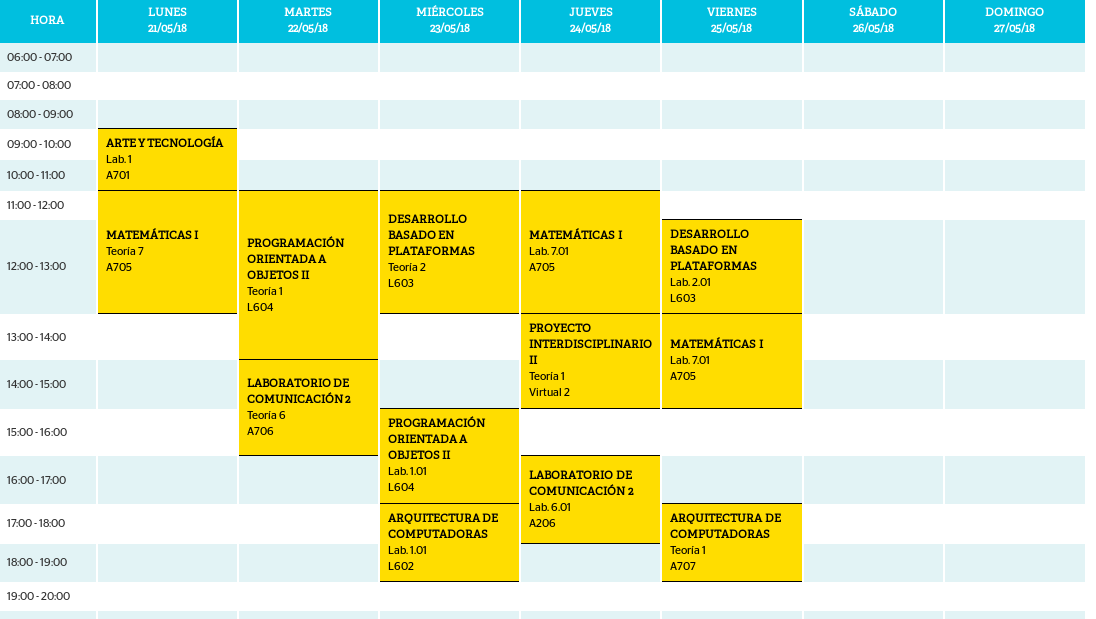 HORA
LUNES
21/05/18
MARTES
22/05/18
MIÉRCOLES
23/05/18
JUEVES
24/05/18
VIERNES
25/05/18
SÁBADO
26/05/18
DOMINGO
27/05/18
06:00 - 07:00
07:00 - 08:00
08:00 - 09:00
09:00 - 10:00
ARTE Y TECNOLOGÍA
Lab. 1
A701
10:00 - 11:00
11:00 - 12:00
12:00 - 13:00
MATEMÁTICAS I
Teoría 7
A705
PROGRAMACIÓN
ORIENTADA A
OBJETOS II
Teoría 1
L604
DESARROLLO
BASADO EN
PLATAFORMAS
Teoría 2
L603
MATEMÁTICAS I
Lab. 7.01
A705
DESARROLLO
BASADO EN
PLATAFORMAS
Lab. 2.01
L603
13:00 - 14:00
14:00 - 15:00
LABORATORIO DE
COMUNICACIÓN 2
Teoría 6
A706
PROYECTO
INTERDISCIPLINARIO
II
Teoría 1
Virtual 2
MATEMÁTICAS I
Lab. 7.01
A705
15:00 - 16:00
16:00 - 17:00
PROGRAMACIÓN
ORIENTADA A
OBJETOS II
Lab. 1.01
L604
LABORATORIO DE
COMUNICACIÓN 2
Lab. 6.01
A206
17:00 - 18:00
18:00 - 19:00
ARQUITECTURA DE
COMPUTADORAS
Lab. 1.01
L602
ARQUITECTURA DE
COMPUTADORAS
Teoría 1
A707
19:00 - 20:00